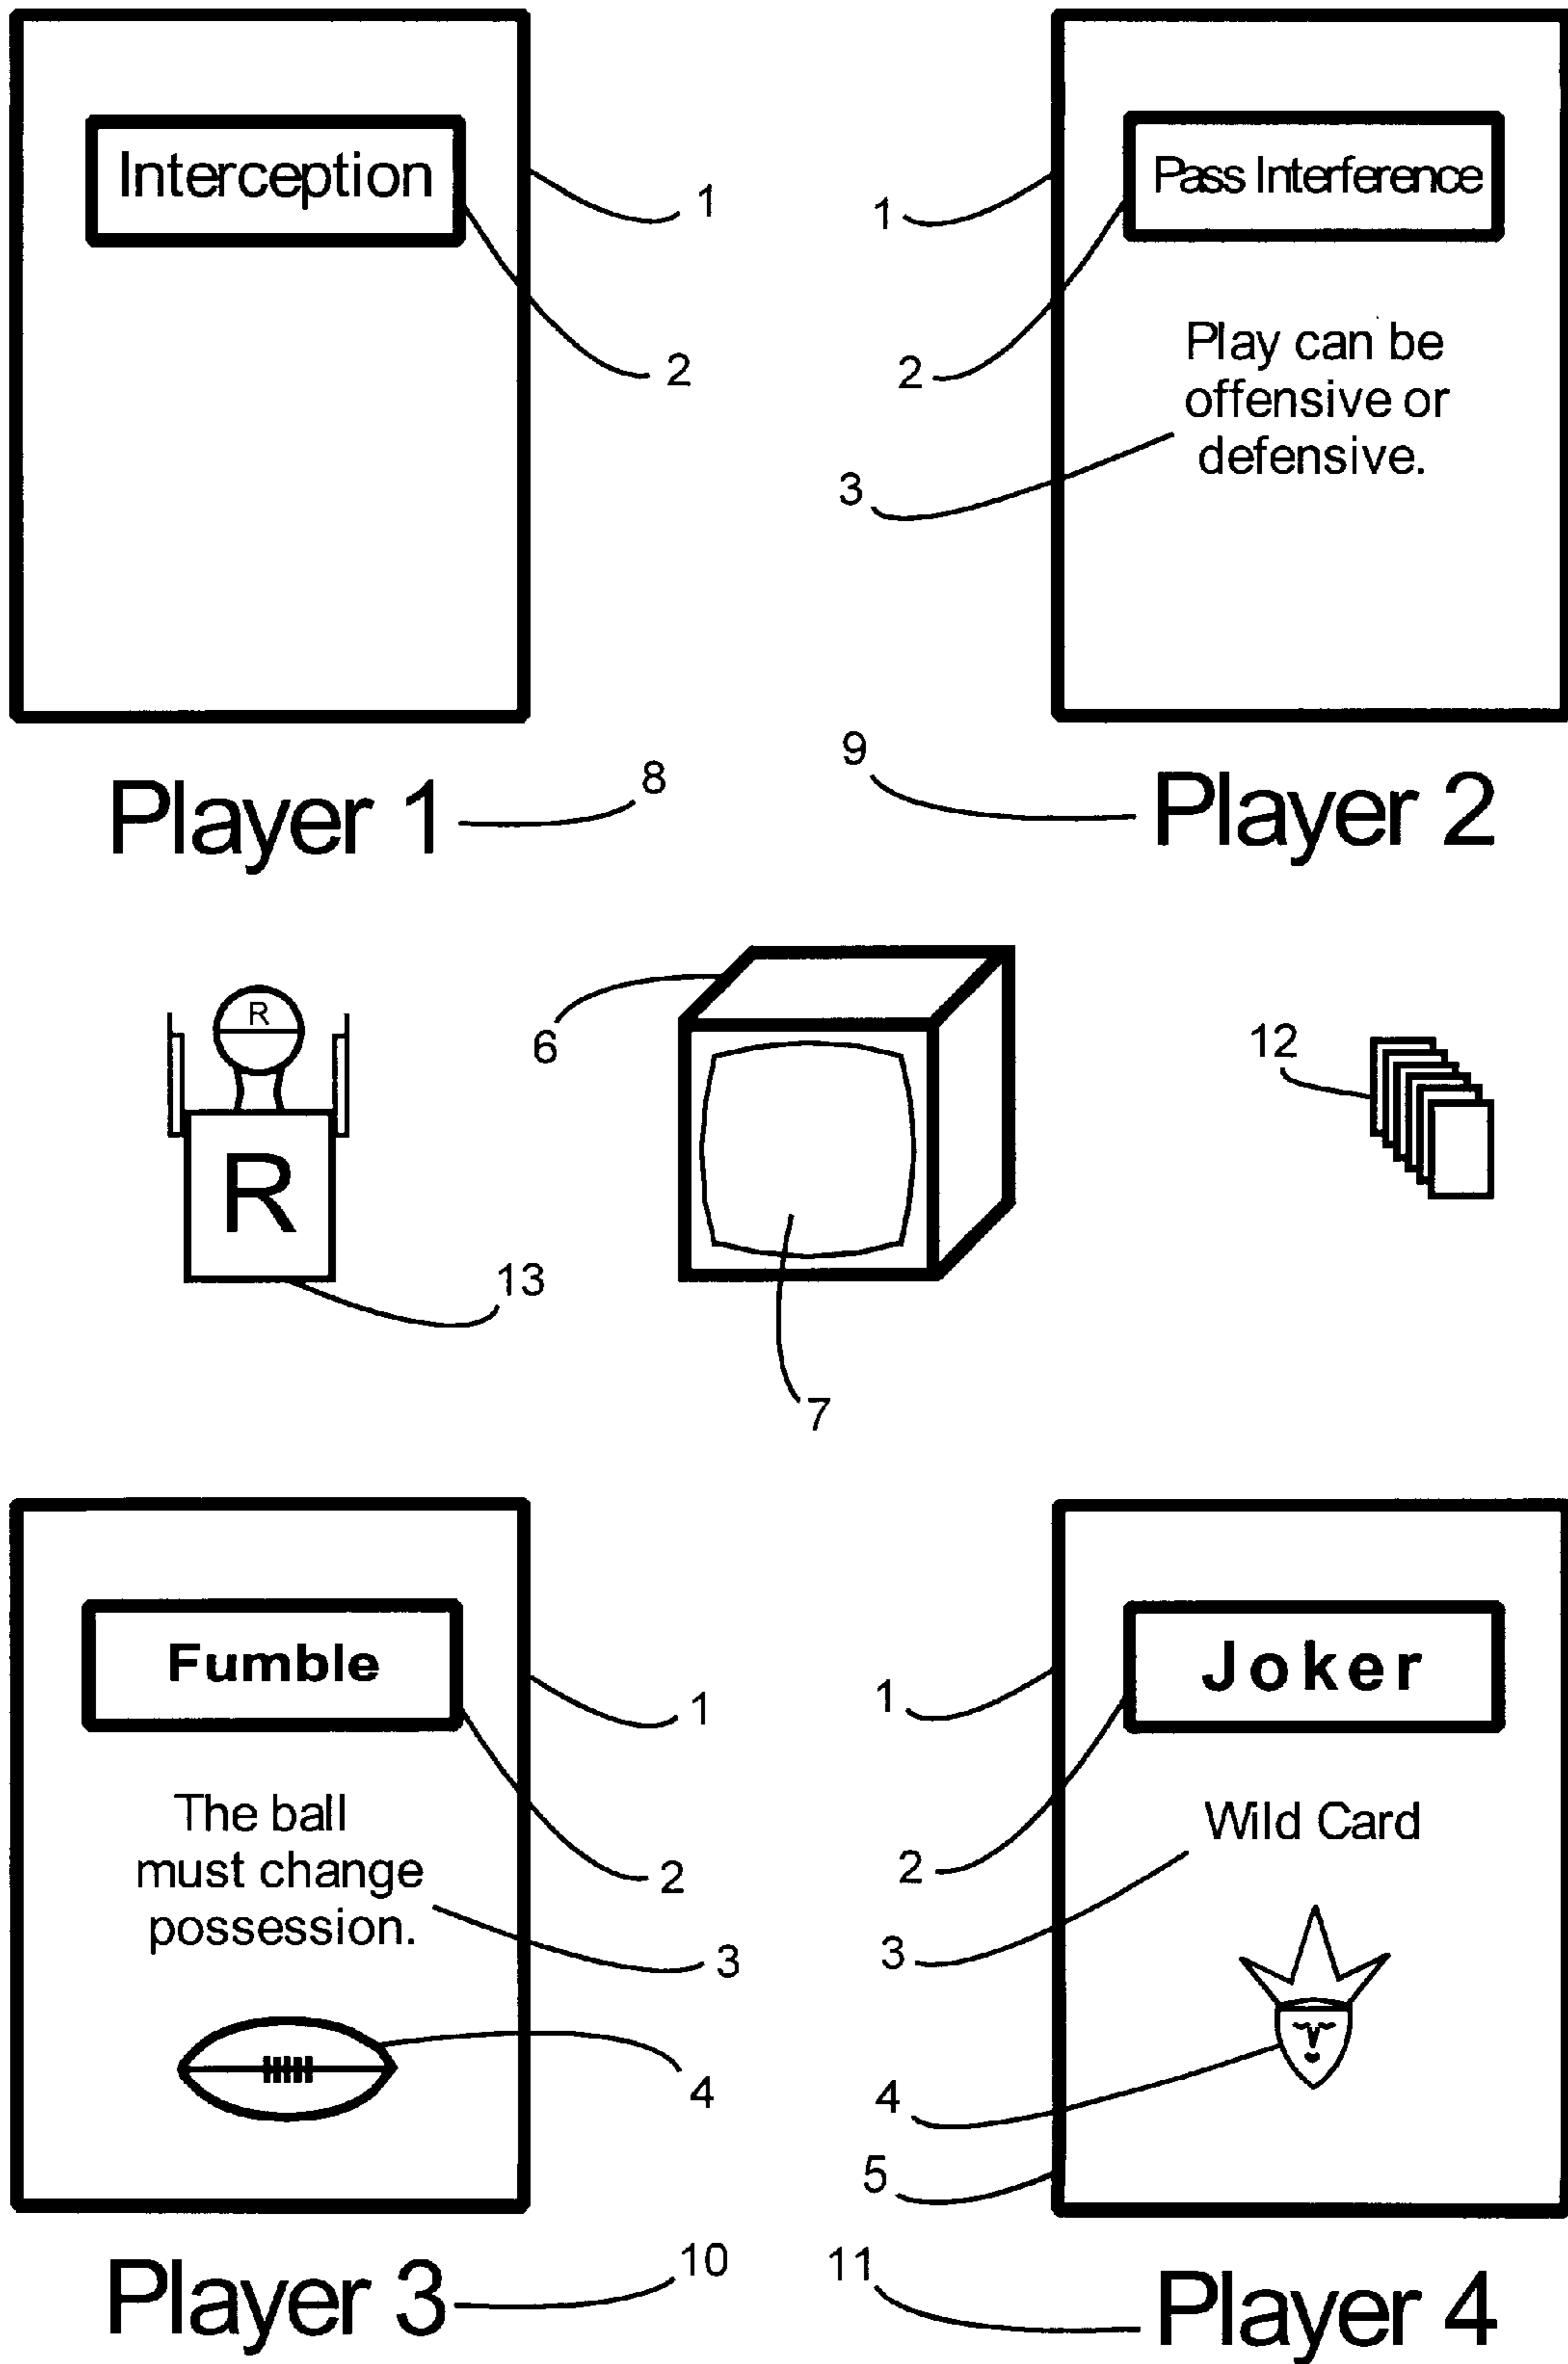 Interception
1
2
Pass Interference
1
2
Play can be
offensive or
defensive.
3
Player 1
8
9
Player 2
R
R
13
6
7
12
Fumble
1
2
The ball
must change
possession.
3
4
Joker
1
2
Wild Card
3
4
5
Player 3
10
11
Player 4